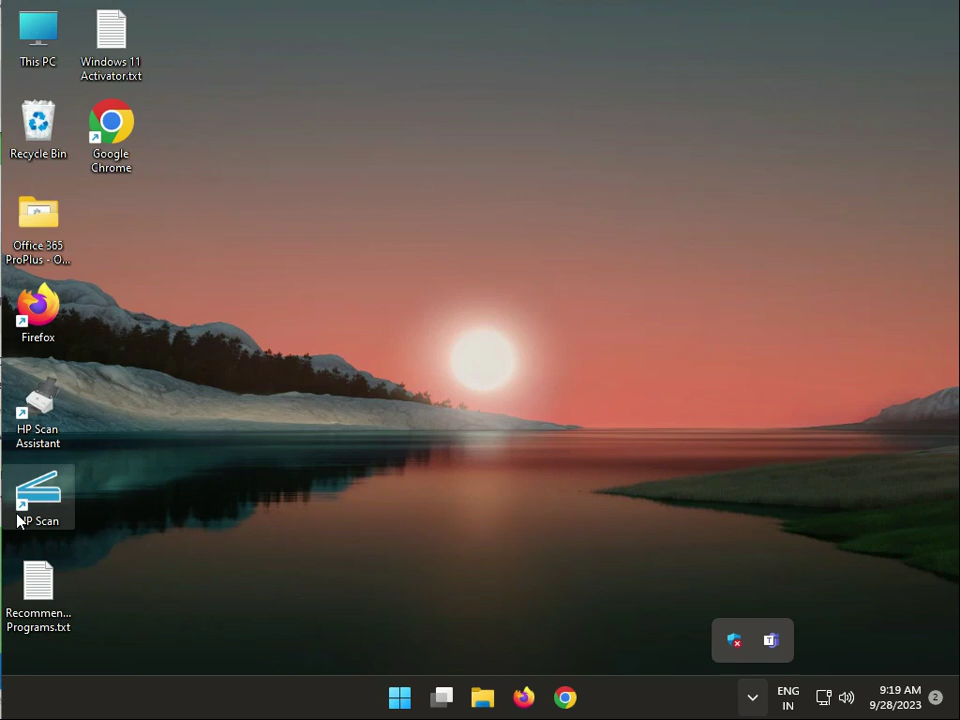 This PC
Windows 11
Activator.txt
Recycle Bin
Google
Chrome
Office 365
ProPlus - O...
Firefox
HP Scan
Assistant
HP Scan
Recommen...
Programs.txt
ENG
IN
9:19 AM
9/28/2023
2